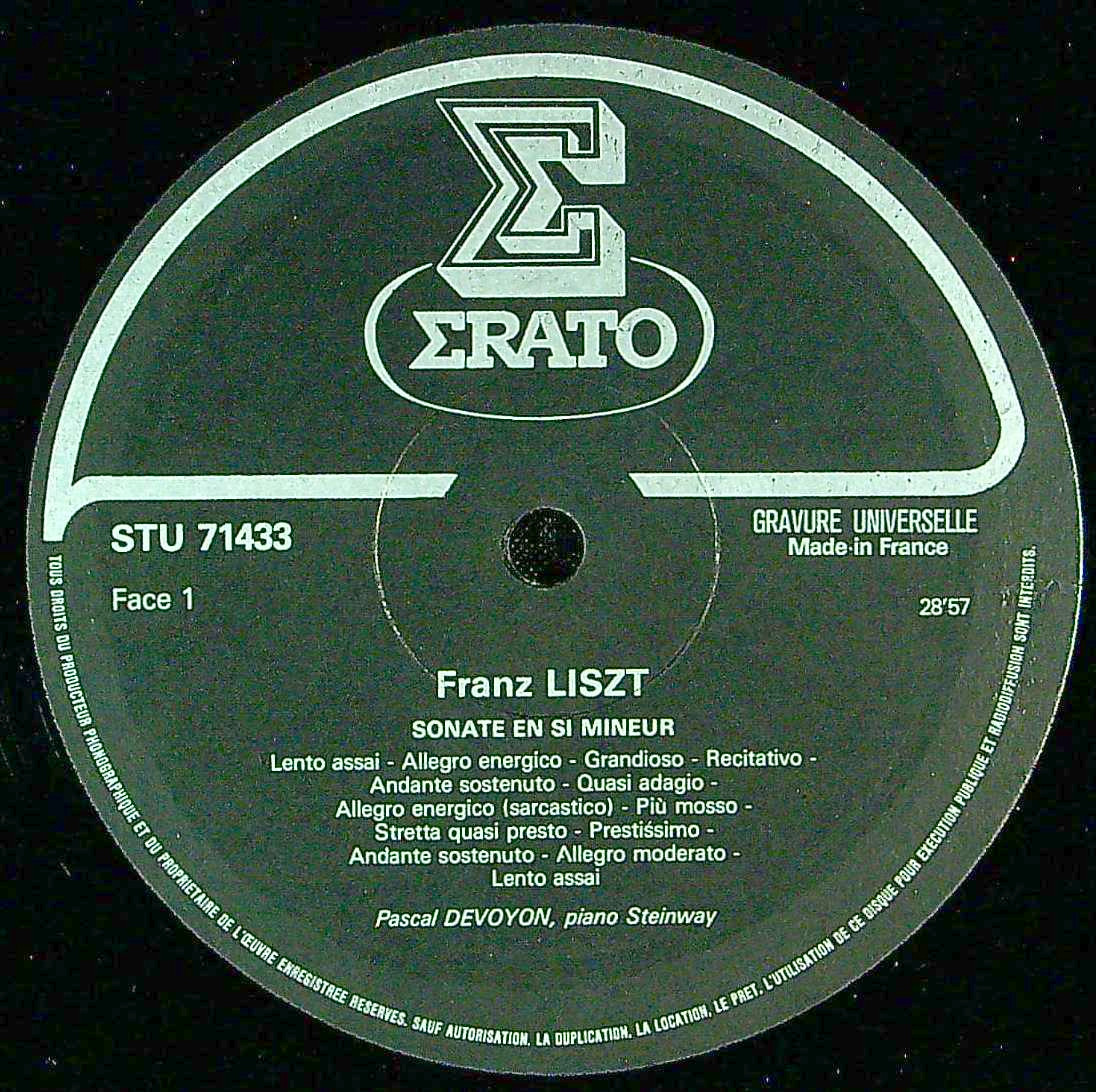 Σ
ΣRATO
STU 71433
GRAVURE UNIVERSELLE
Made in France
Face 1
28'57
Franz LISZT
SONATE EN SI MINEUR
Lento assai - Allegro energico - Grandioso - Recitativo -
Andante sostenuto - Quasi adagio -
Allegro energico (sarcastico) - Più mosso -
Stretta quasi presto - Prestissimo -
Andante sostenuto - Allegro moderato -
Lento assai
Pascal DEVOYON, piano Steinway
TOUS DROITS DU PRODUCTEUR PHONOGRAPHIQUE ET DU PROPRIETAIRE DE L'ŒUVRE ENREGISTREE RESERVES. SAUF AUTORISATION, LA DUPLICATION, LA LOCATION, LE PRET, L'UTILISATION DE CE DISQUE POUR EXECUTION PUBLIQUE ET RADIODIFFUSION SONT INTERDITS.